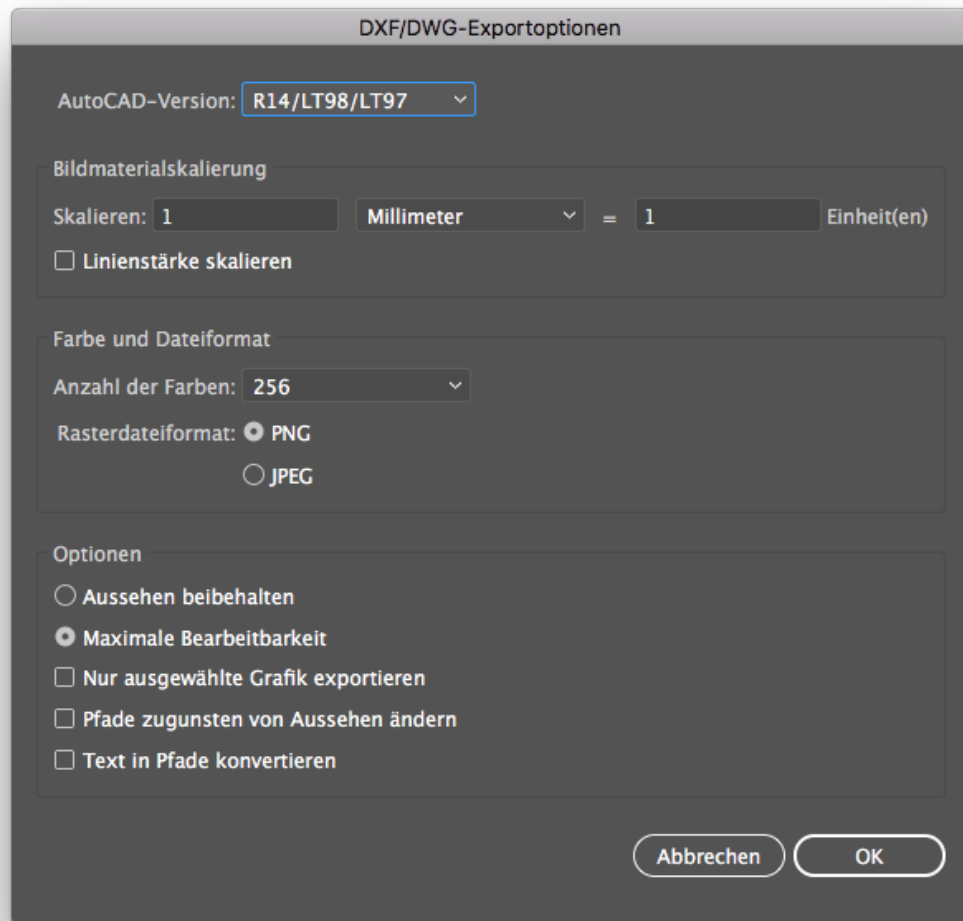 DXF/DWG-Exportoptionen
AutoCAD-Version: R14/LT98/LT97
Bildmaterialskalierung
Skalieren: 1 Millimeter = 1 Einheit(en)
Linienstärke skalieren
Farbe und Dateiformat
Anzahl der Farben: 256
Rasterdateiformat: PNG
JPEG
Optionen
Aussehen beibehalten
Maximale Bearbeitbarkeit
Nur ausgewählte Grafik exportieren
Pfade zugunsten von Aussehen ändern
Text in Pfade konvertieren
Abbrechen OK